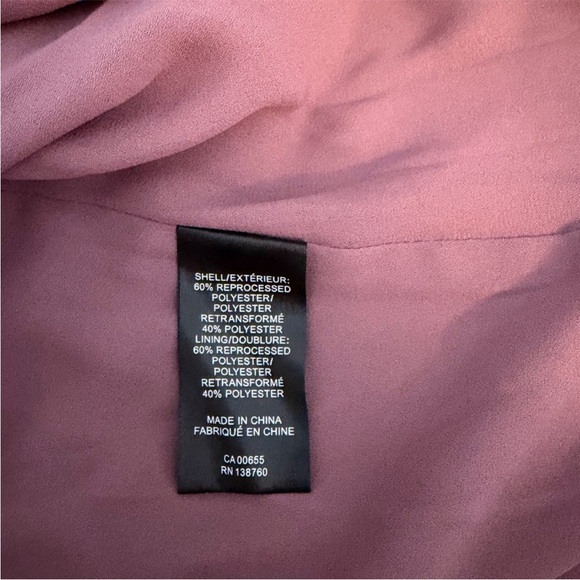 SHELL/EXTÉRIEUR:
60% REPROCESSED
POLYESTER/
POLYESTER
RETRANSFORMÉ
40% POLYESTER
LINING/DOUBLURE:
60% REPROCESSED
POLYESTER/
POLYESTER
RETRANSFORMÉ
40% POLYESTER
MADE IN CHINA
FABRIQUÉ EN CHINE
CA 00655
RN 138760